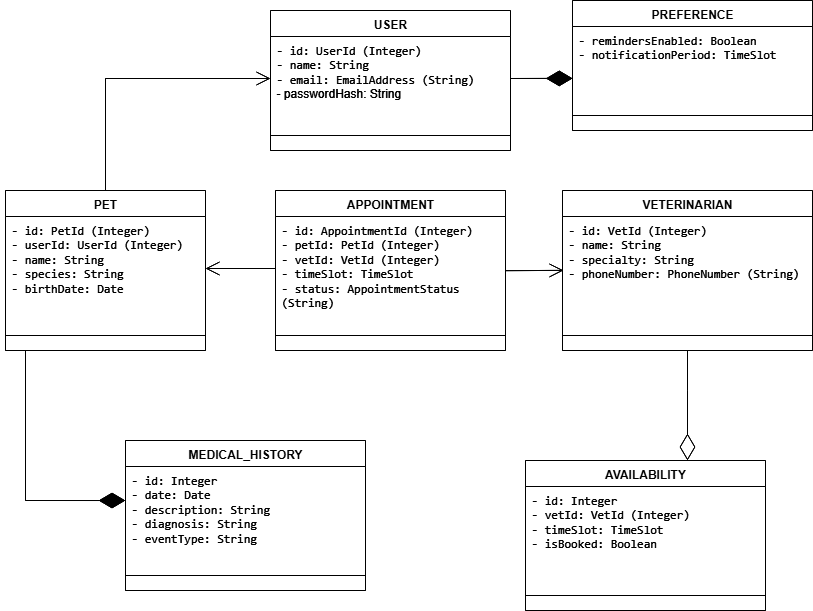 USER
- id: UserId (Integer)
- name: String
- email: EmailAddress (String)
- passwordHash: String
PREFERENCE
- remindersEnabled: Boolean
- notificationPeriod: TimeSlot
PET
- id: PetId (Integer)
- userId: UserId (Integer)
- name: String
- species: String
- birthDate: Date
APPOINTMENT
- id: AppointmentId (Integer)
- petId: PetId (Integer)
- vetId: VetId (Integer)
- timeSlot: TimeSlot
- status: AppointmentStatus
(String)
VETERINARIAN
- id: VetId (Integer)
- name: String
- specialty: String
- phoneNumber: PhoneNumber (String)
MEDICAL_HISTORY
- id: Integer
- date: Date
- description: String
- diagnosis: String
- eventType: String
AVAILABILITY
- id: Integer
- vetId: VetId (Integer)
- timeSlot: TimeSlot
- isBooked: Boolean